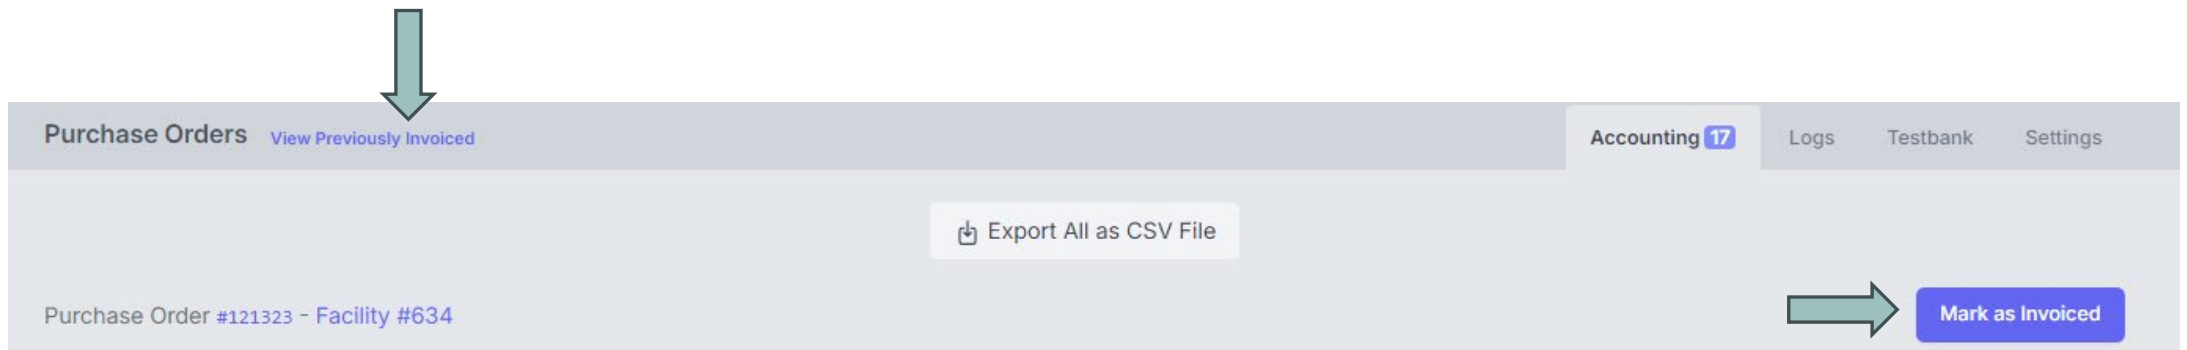 Purchase Orders View Previously Invoiced Accounting 17 Logs Testbank Settings
Export All as CSV File
Purchase Order #121323 - Facility #634 Mark as Invoiced